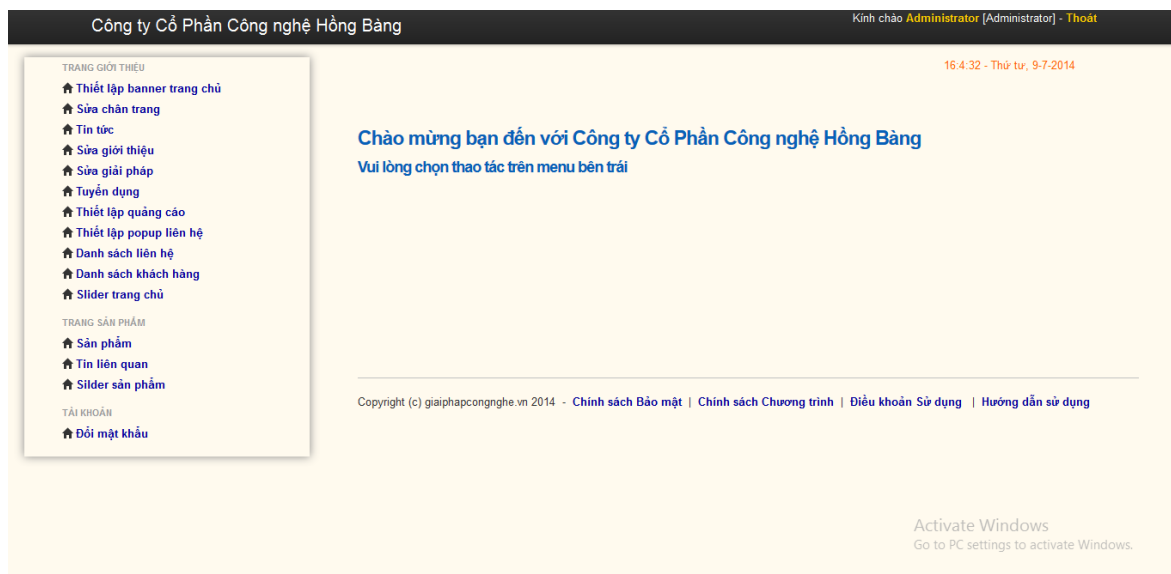 Công ty Cổ Phần Công nghệ Hồng Bàng
Kính chào Administrator [Administrator] - Thoát
16:4:32 - Thứ tư, 9-7-2014
TRANG GIỚI THIỆU
Thiết lập banner trang chủ
Sửa chân trang
Tin tức
Sửa giới thiệu
Sửa giải pháp
Tuyển dụng
Thiết lập quảng cáo
Thiết lập popup liên hệ
Danh sách liên hệ
Danh sách khách hàng
Slider trang chủ
TRANG SẢN PHẨM
Sản phẩm
Tin liên quan
Silder sản phẩm
TÀI KHOẢN
Đổi mật khẩu
Chào mừng bạn đến với Công ty Cổ Phần Công nghệ Hồng Bàng
Vui lòng chọn thao tác trên menu bên trái
Copyright (c) giaiphapcongnghe.vn 2014 - Chính sách Bảo mật | Chính sách Chương trình | Điều khoản Sử dụng | Hướng dẫn sử dụng
Activate Windows
Go to PC settings to activate Windows.